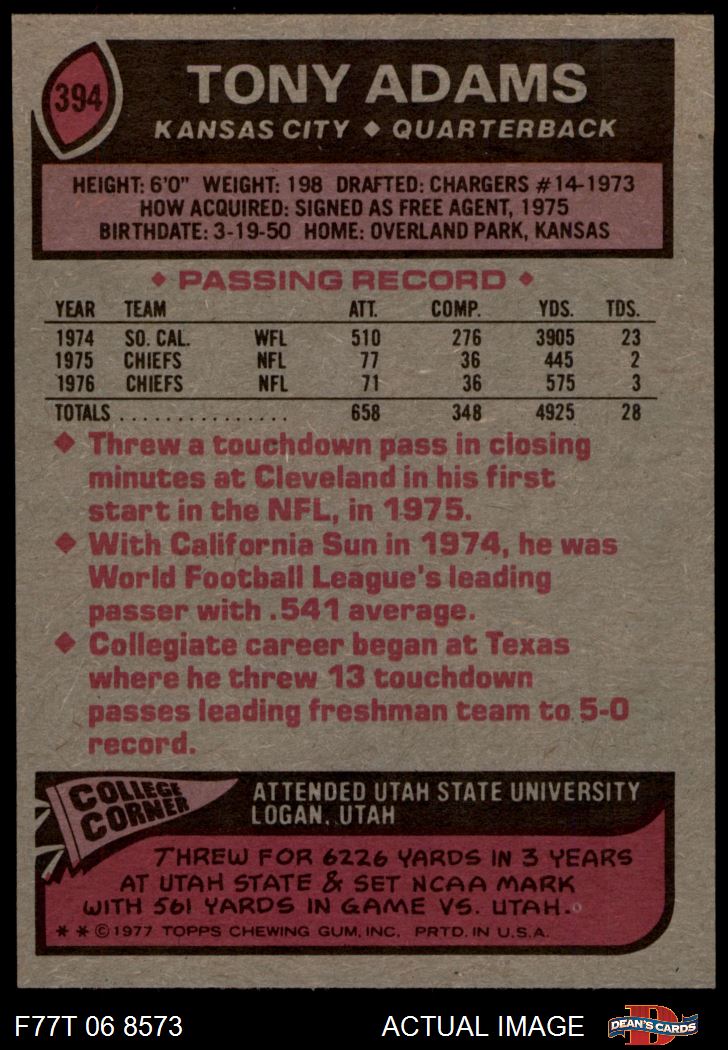 394
TONY ADAMS
KANSAS CITY ♦ QUARTERBACK
HEIGHT: 6'0" WEIGHT: 198 DRAFTED: CHARGERS #14-1973
HOW ACQUIRED: SIGNED AS FREE AGENT, 1975
BIRTHDATE: 3-19-50 HOME: OVERLAND PARK, KANSAS
♦ PASSING RECORD ♦
YEAR TEAM ATT. COMP. YDS. TDS.
1974 SO. CAL. WFL 510 276 3905 23
1975 CHIEFS NFL 77 36 445 2
1976 CHIEFS NFL 71 36 575 3
TOTALS . . . . . . . . . . . . . . . 658 348 4925 28
♦ Threw a touchdown pass in closing
minutes at Cleveland in his first
start in the NFL, in 1975.
♦ With California Sun in 1974, he was
World Football League's leading
passer with .541 average.
♦ Collegiate career began at Texas
where he threw 13 touchdown
passes leading freshman team to 5-0
record.
COLLEGE
CORNER
ATTENDED UTAH STATE UNIVERSITY
LOGAN, UTAH
THREW FOR 6226 YARDS IN 3 YEARS
AT UTAH STATE & SET NCAA MARK
WITH 561 YARDS IN GAME VS. UTAH.
* * © 1977 TOPPS CHEWING GUM, INC. PRTD. IN U.S.A.
F77T 06 8573 ACTUAL IMAGE
D
DEAN'S CARDS